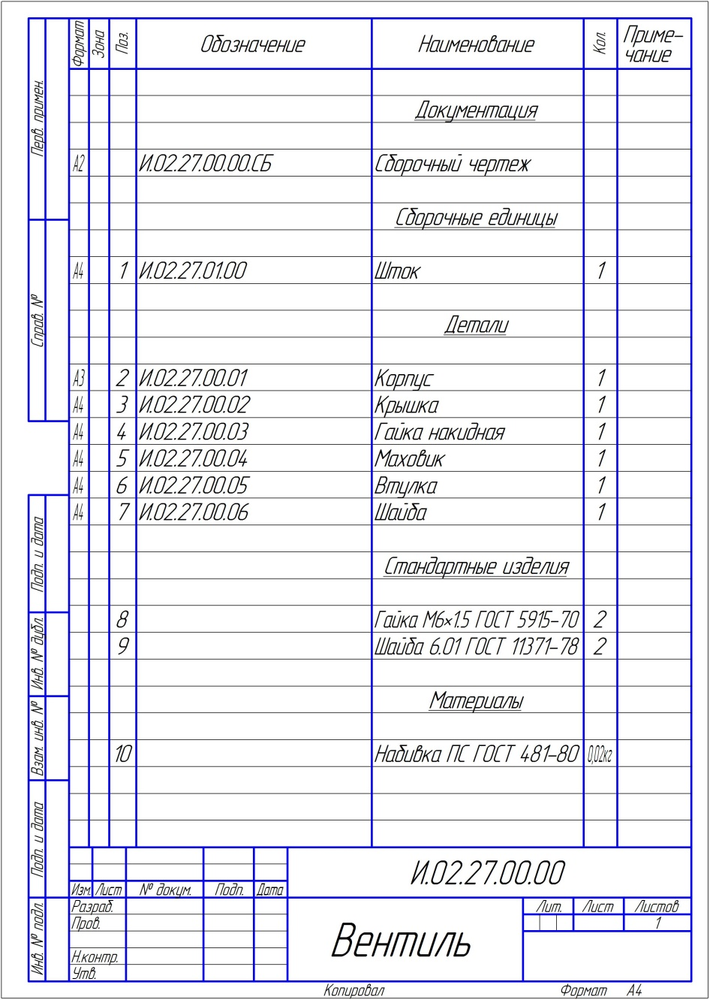 Формат Зона Поз. Обозначение Наименование Кол. Приме-
чание
Документация
А2 И.02.27.00.00.СБ Сборочный чертеж
Сборочные единицы
А4 1 И.02.27.01.00 Шток 1
Детали
А3 2 И.02.27.00.01 Корпус 1
А4 3 И.02.27.00.02 Крышка 1
А4 4 И.02.27.00.03 Гайка накидная 1
А4 5 И.02.27.00.04 Маховик 1
А4 6 И.02.27.00.05 Втулка 1
А4 7 И.02.27.00.06 Шайба 1
Стандартные изделия
8 Гайка М6×1.5 ГОСТ 5915-70 2
9 Шайба 6.01 ГОСТ 11371-78 2
Материалы
10 Набивка ПС ГОСТ 481-80 0,02кг
Перв. примен.
Справ. №
Подп. и дата
Инв. № дубл.
Взам. инв. №
Подп. и дата
Инв. № подл.
И.02.27.00.00
Изм. Лист № докум. Подп. Дата
Разраб.
Пров.
Н.контр.
Утв.
Вентиль
Лит. Лист Листов
1
Копировал Формат А4